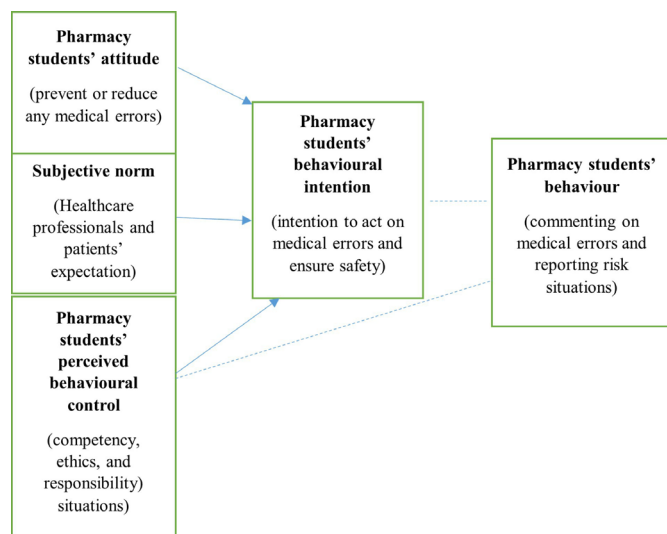 Pharmacy
students’ attitude
(prevent or reduce
any medical errors)
Subjective norm
(Healthcare
professionals and
patients’
expectation)
Pharmacy
students’
perceived
behavioural
control
(competency,
ethics, and
responsibility)
situations)
Pharmacy
students’
behavioural
intention
(intention to act on
medical errors and
ensure safety)
Pharmacy students’
behaviour
(commenting on
medical errors and
reporting risk
situations)